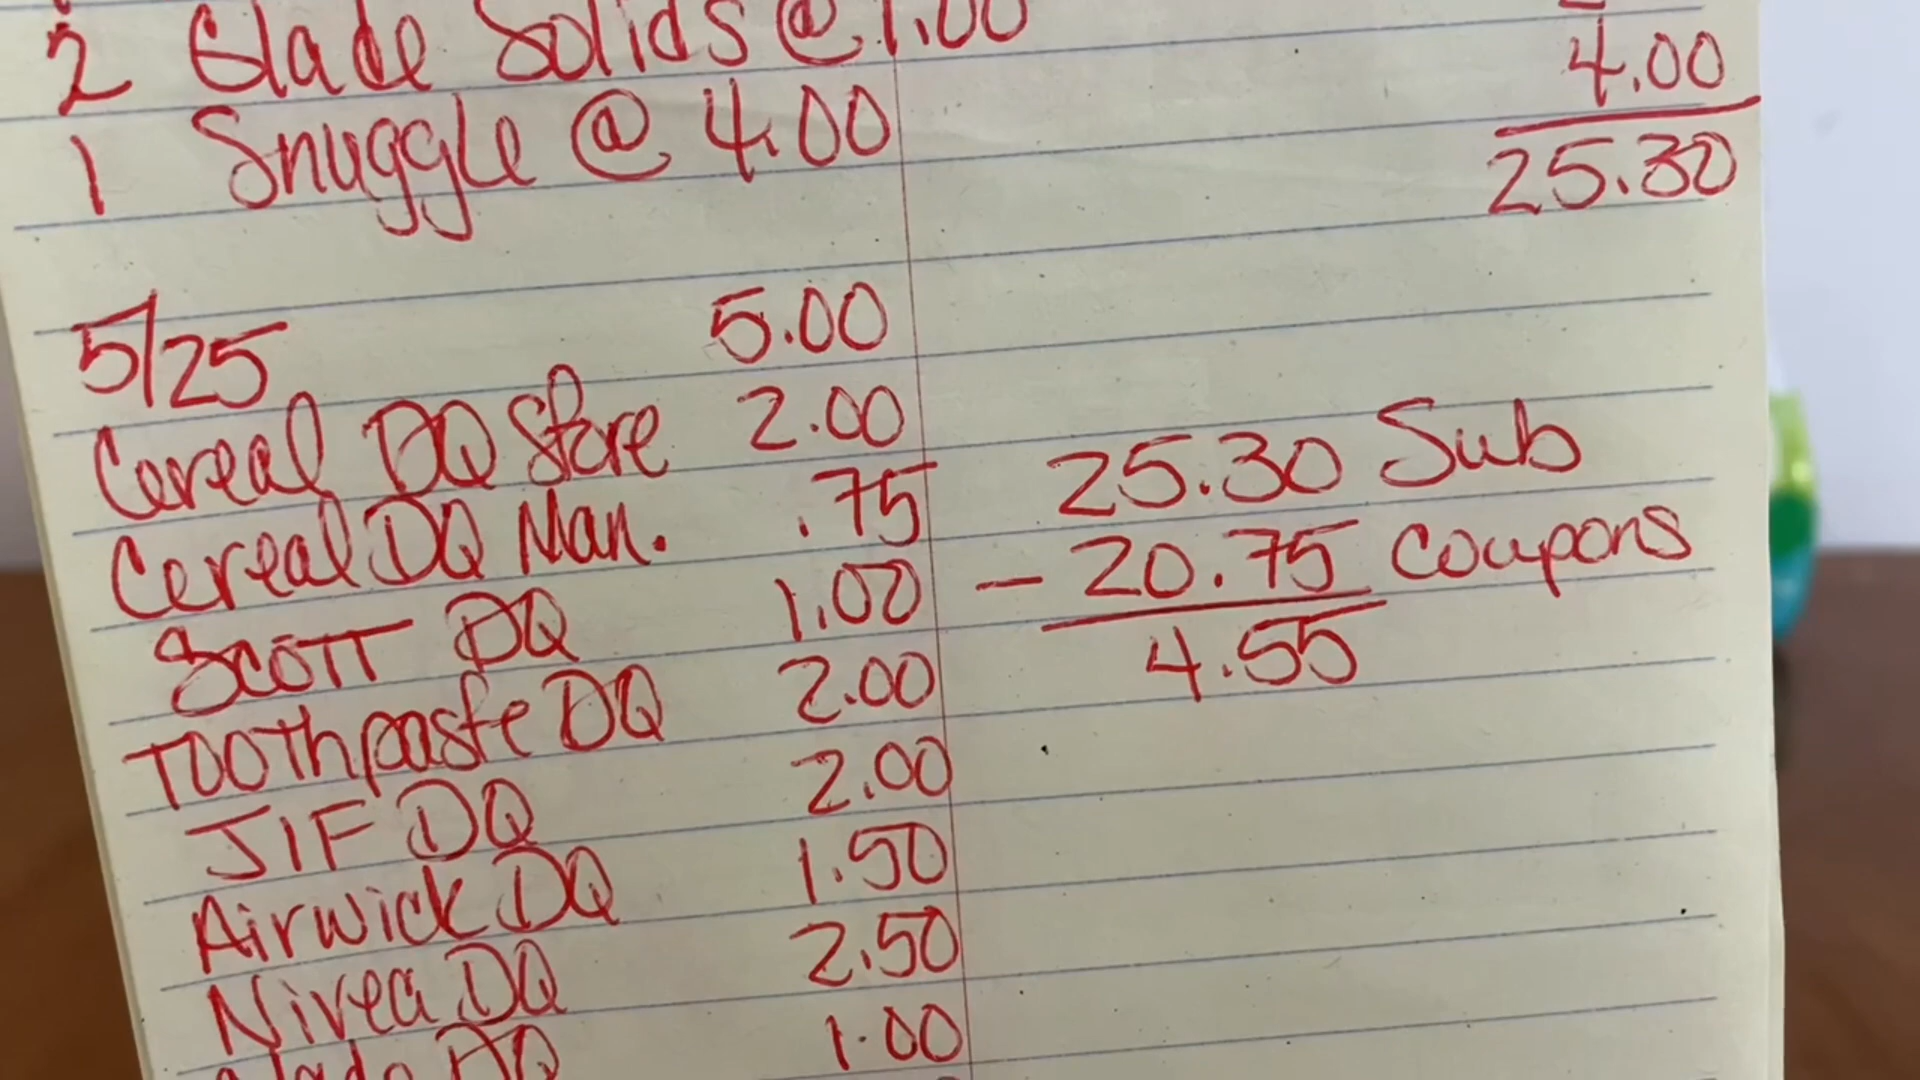 2 Glade Solids @ 1.00
4.00
1 Snuggle @ 4.00
25.30
5/25 5.00
Cereal DQ Store 2.00
Cereal DQ Man. .75
SCOTT DQ 1.00
TOOThpaste DQ 2.00
JIF DQ 2.00
Airwick DQ 1.50
Nivea DQ 2.50
Glade DQ 1.00
25.30 Sub
- 20.75 Coupons
4.55